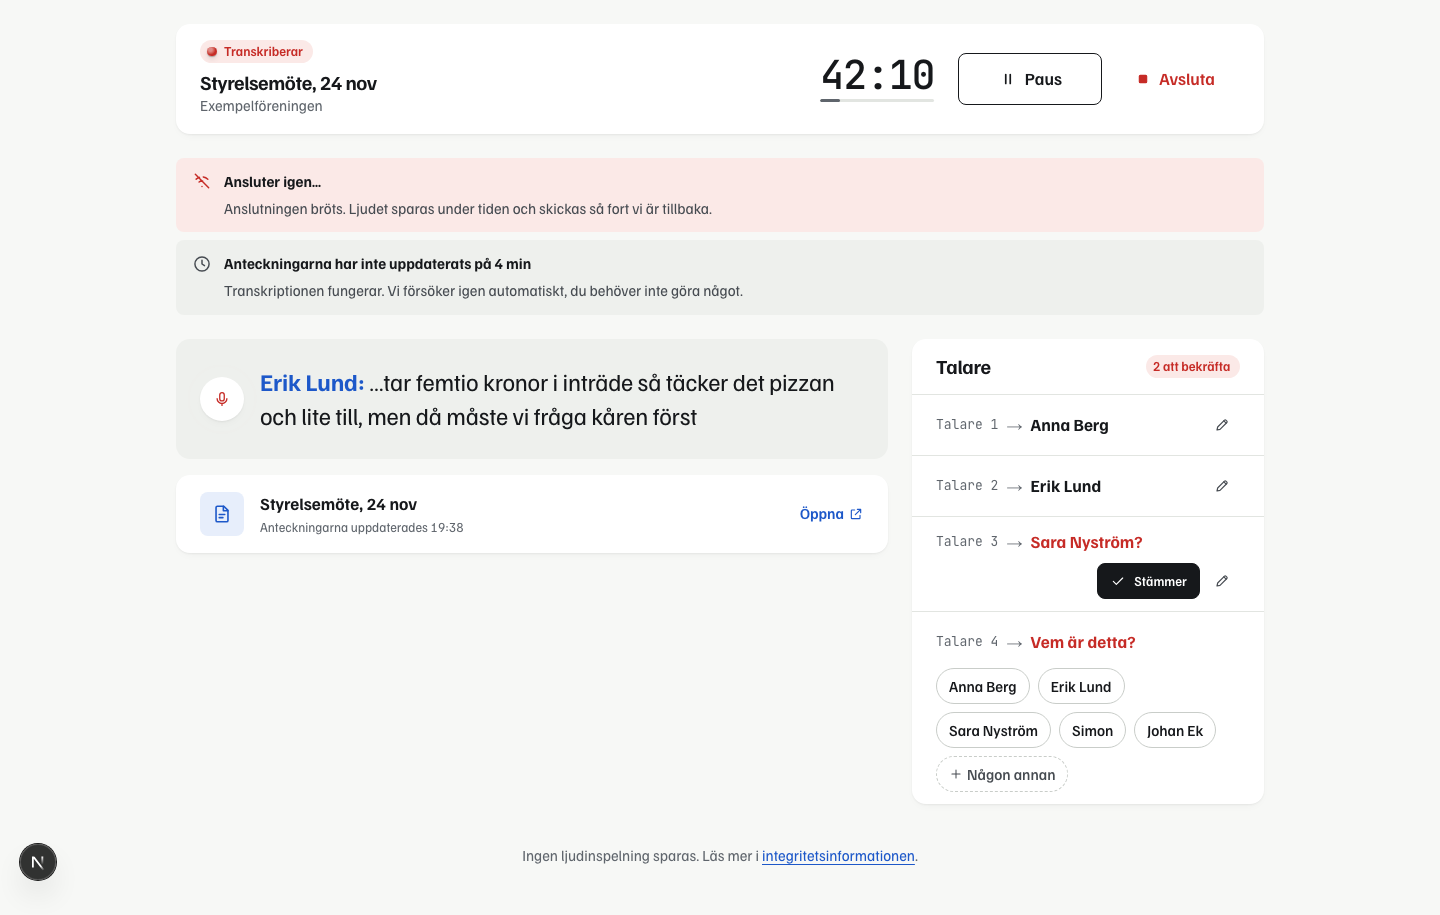 Transkriberar
Styrelsemöte, 24 nov
Exempelföreningen
42:10
Paus
Avsluta
Ansluter igen...
Anslutningen bröts. Ljudet sparas under tiden och skickas så fort vi är tillbaka.
Anteckningarna har inte uppdaterats på 4 min
Transkriptionen fungerar. Vi försöker igen automatiskt, du behöver inte göra något.
Erik Lund: ...tar femtio kronor i inträde så täcker det pizzan
och lite till, men då måste vi fråga kåren först
Styrelsemöte, 24 nov
Anteckningarna uppdaterades 19:38
Öppna
Talare
2 att bekräfta
Talare 1 → Anna Berg
Talare 2 → Erik Lund
Talare 3 → Sara Nyström?
Stämmer
Talare 4 → Vem är detta?
Anna Berg
Erik Lund
Sara Nyström
Simon
Johan Ek
+ Någon annan
Ingen ljudinspelning sparas. Läs mer i integritetsinformationen.
N